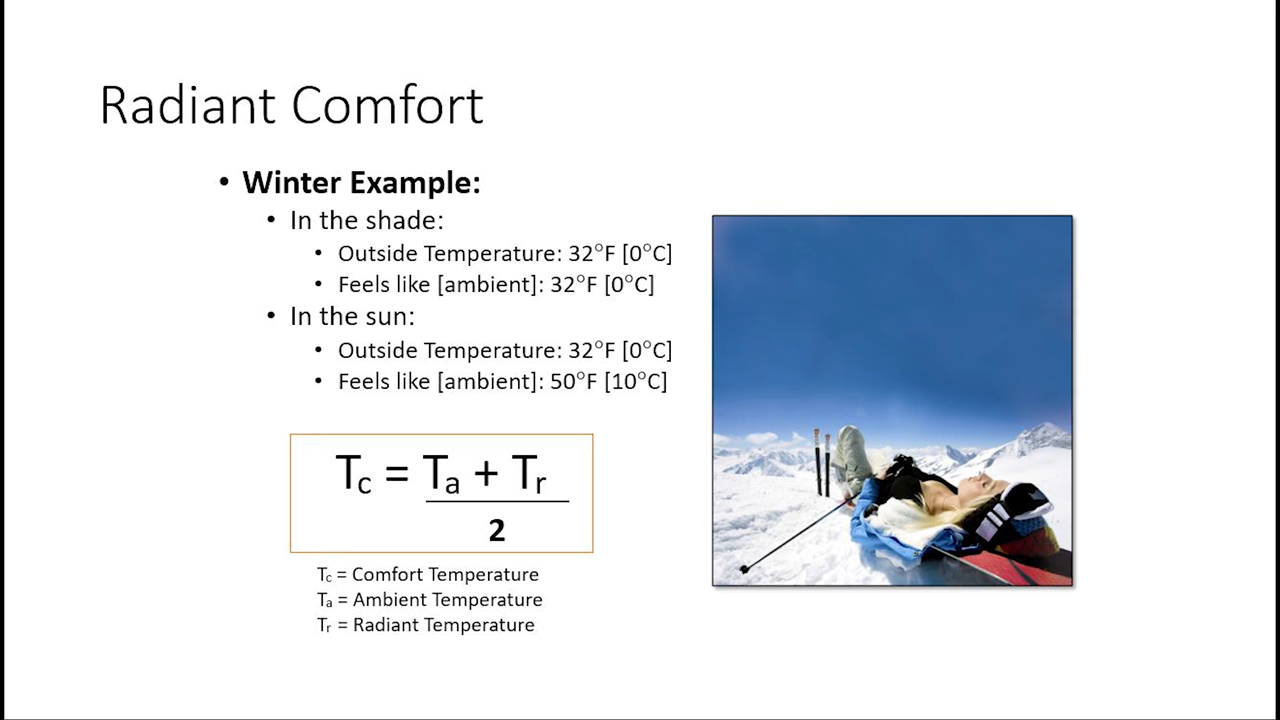 Radiant Comfort
• Winter Example:
• In the shade:
• Outside Temperature: 32°F [0°C]
• Feels like [ambient]: 32°F [0°C]
• In the sun:
• Outside Temperature: 32°F [0°C]
• Feels like [ambient]: 50°F [10°C]
Tc = Ta + Tr
2
Tc = Comfort Temperature
Ta = Ambient Temperature
Tr = Radiant Temperature